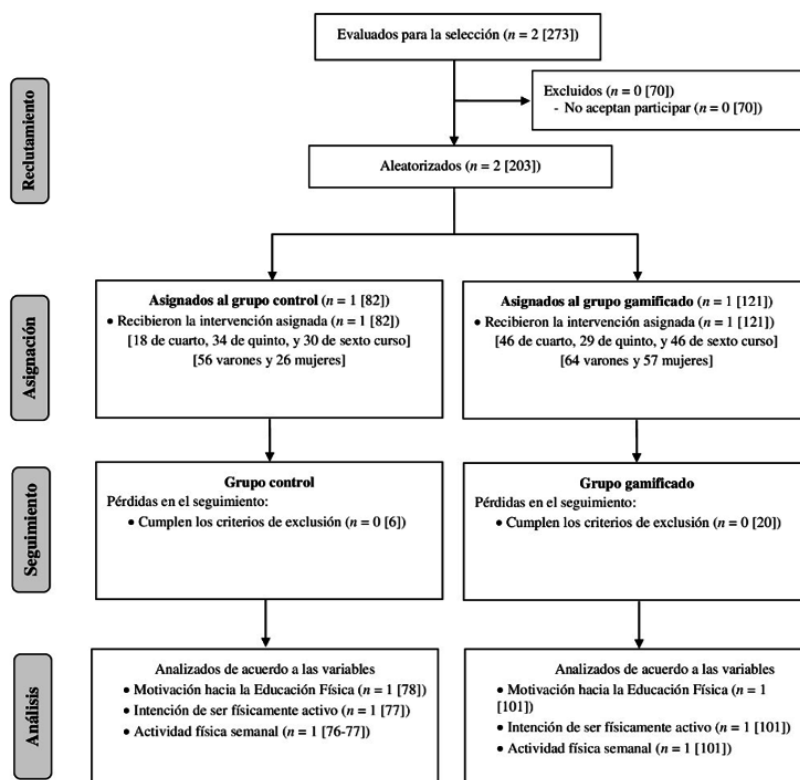 Evaluados para la selección (n = 2 [273])
Excluidos (n = 0 [70])
- No aceptan participar (n = 0 [70])
Reclutamiento
Aleatorizados (n = 2 [203])
Asignación
Asignados al grupo control (n = 1 [82])
• Recibieron la intervención asignada (n = 1 [82])
[18 de cuarto, 34 de quinto, y 30 de sexto curso]
[56 varones y 26 mujeres]
Asignados al grupo gamificado (n = 1 [121])
• Recibieron la intervención asignada (n = 1 [121])
[46 de cuarto, 29 de quinto, y 46 de sexto curso]
[64 varones y 57 mujeres]
Seguimiento
Grupo control
Pérdidas en el seguimiento:
• Cumplen los criterios de exclusión (n = 0 [6])
Grupo gamificado
Pérdidas en el seguimiento:
• Cumplen los criterios de exclusión (n = 0 [20])
Análisis
Analizados de acuerdo a las variables
• Motivación hacia la Educación Física (n = 1 [78])
• Intención de ser físicamente activo (n = 1 [77])
• Actividad física semanal (n = 1 [76-77])
Analizados de acuerdo a las variables
• Motivación hacia la Educación Física (n = 1
[101])
• Intención de ser físicamente activo (n = 1 [101])
• Actividad física semanal (n = 1 [101])